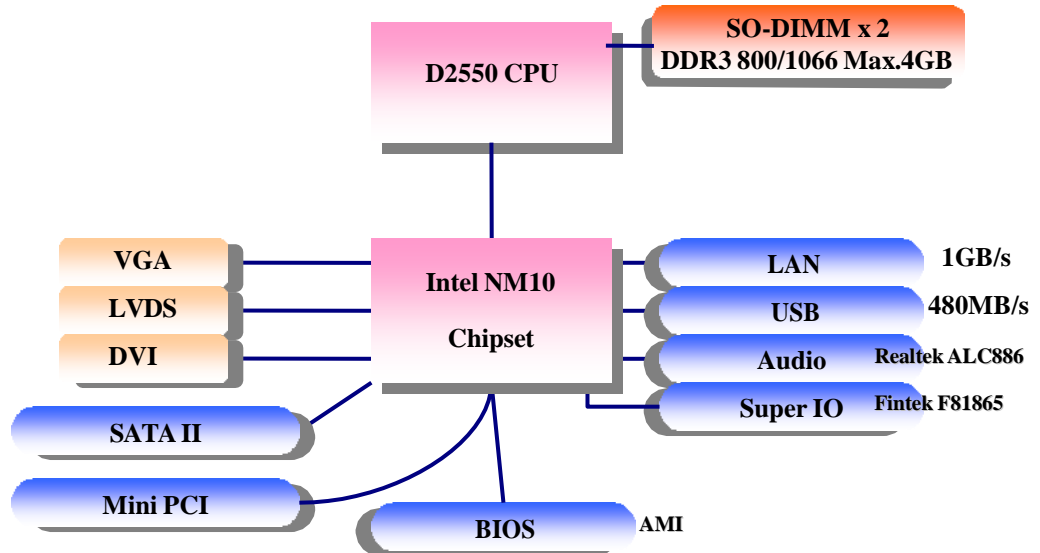 SO-DIMM x 2
DDR3 800/1066 Max.4GB
D2550 CPU
VGA
LVDS
DVI
Intel NM10
Chipset
LAN
1GB/s
USB
480MB/s
Audio
Realtek ALC886
Super IO
Fintek F81865
SATA II
Mini PCI
BIOS
AMI